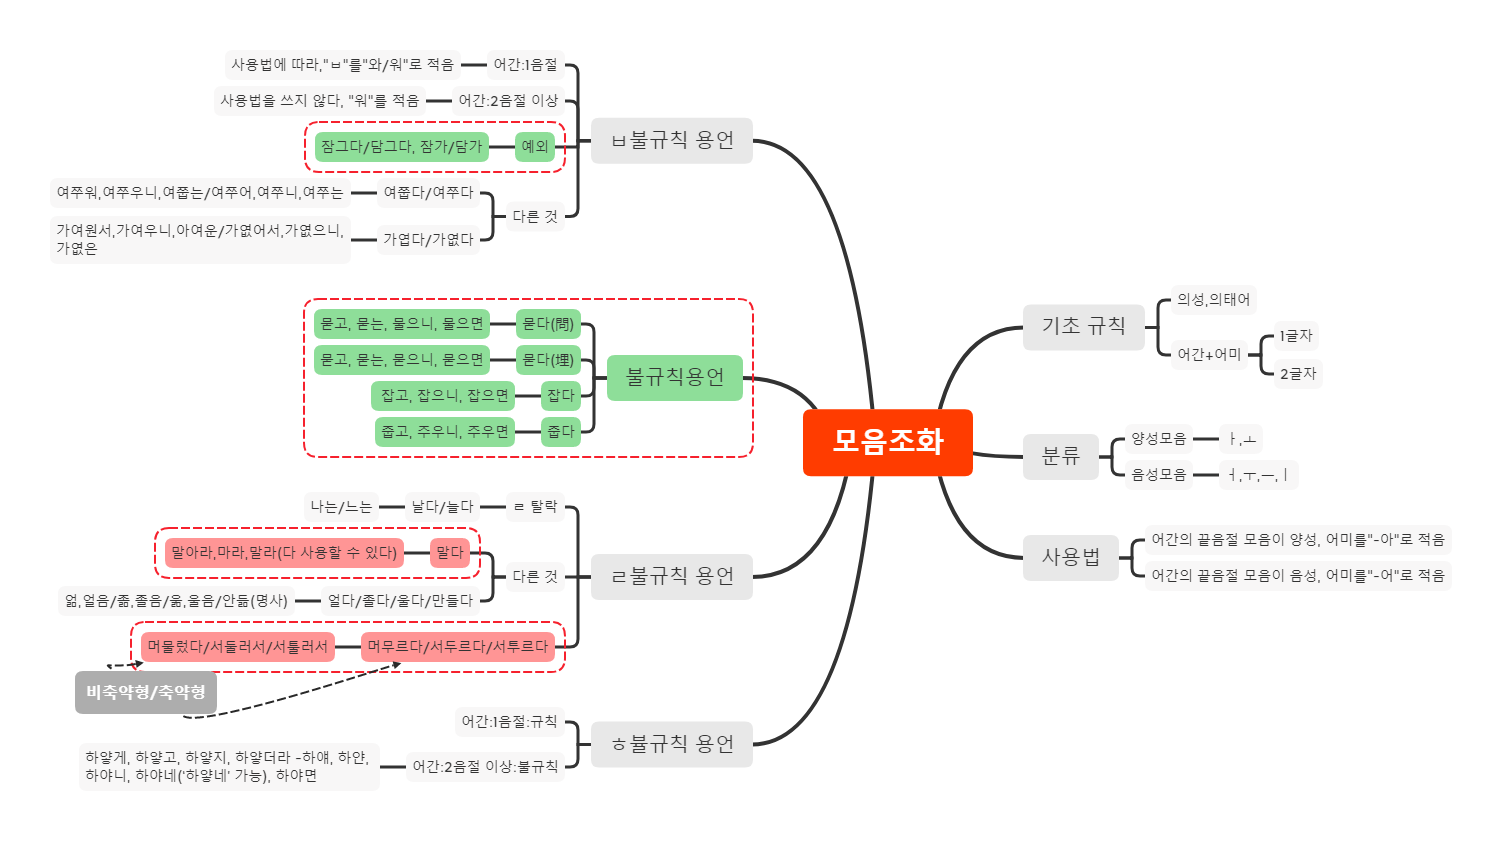 모음조화
ㅂ불규칙 용언
어간:1음절
사용법에 따라,"ㅂ"를"와/워"로 적음
어간:2음절 이상
사용법을 쓰지 않다, "워"를 적음
예외
잠그다/담그다, 잠가/담가
다른 것
여쭙다/여쭈다
여쭈워,여쭈우니,여쭙는/여쭈어,여쭈니,여쭈는
가엽다/가엾다
가여원서,가여우니,아여운/가엾어서,가엾으니,
가엾은
불규칙용언
묻다(問)
묻고, 묻는, 물으니, 물으면
묻다(埋)
묻고, 묻는, 묻으니, 묻으면
잡다
잡고, 잡으니, 잡으면
줍다
줍고, 주우니, 주우면
ㄹ불규칙 용언
ㄹ 탈락
날다/늘다
나는/느는
다른 것
말다
말아라,마라,말라(다 사용할 수 있다)
얼다/졸다/울다/만들다
얾,얼음/졺,졸음/욺,울음/안듦(명사)
머무르다/서두르다/서투르다
머물렀다/서둘러서/서툴러서
비축약형/축약형
ㅎ뷸규칙 용언
어간:1음절:규칙
어간:2음절 이상:불규칙
하얗게, 하얗고, 하얗지, 하얗더라 -하얘, 하얀,
하야니, 하야네('하얗네' 가능), 하야면
기초 규칙
의성,의태어
어간+어미
1글자
2글자
분류
양성모음
ㅏ,ㅗ
음성모음
ㅓ,ㅜ,ㅡ,ㅣ
사용법
어간의 끝음절 모음이 양성, 어미를"-아"로 적음
어간의 끝음절 모음이 음성, 어미를"-어"로 적음